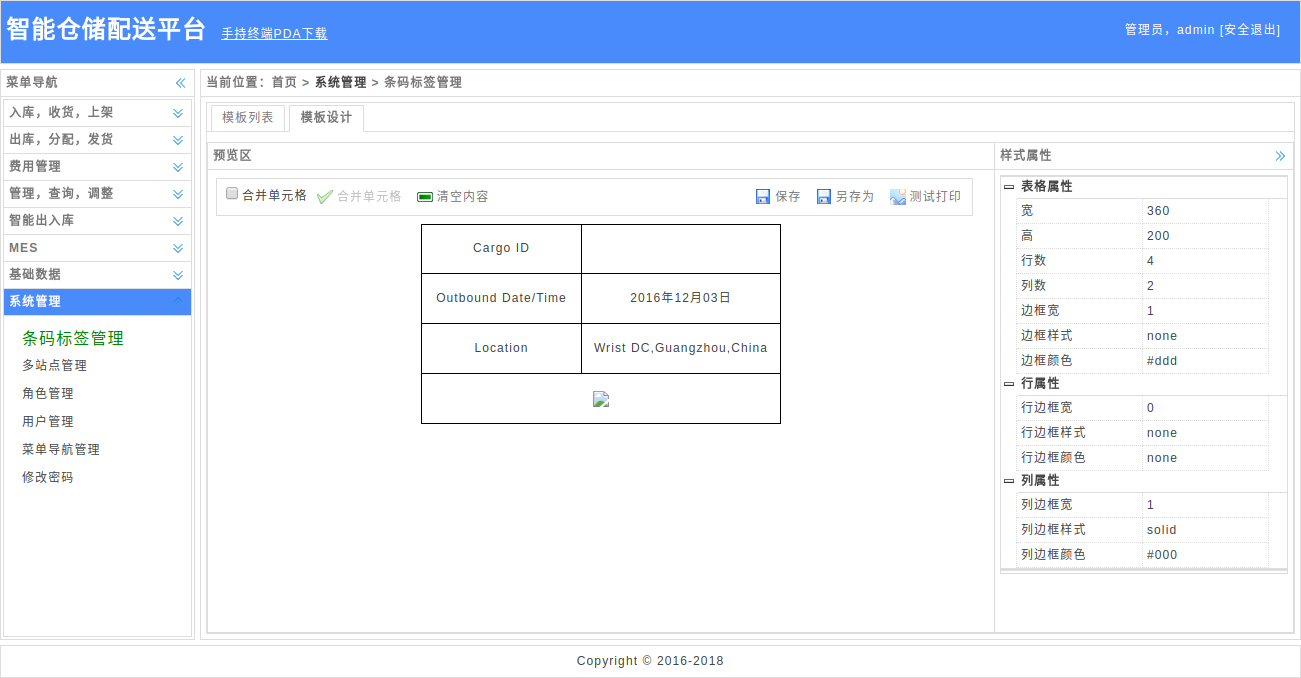 智能仓储配送平台 手持终端PDA下载 管理员，admin [安全退出]
菜单导航
入库，收货，上架
出库，分配，发货
费用管理
管理，查询，调整
智能出入库
MES
基础数据
系统管理
条码标签管理
多站点管理
角色管理
用户管理
菜单导航管理
修改密码
当前位置：首页 > 系统管理 > 条码标签管理
模板列表 模板设计
预览区
合并单元格 合并单元格 清空内容 保存 另存为 测试打印
Cargo ID
Outbound Date/Time 2016年12月03日
Location Wrist DC,Guangzhou,China
样式属性
表格属性
宽 360
高 200
行数 4
列数 2
边框宽 1
边框样式 none
边框颜色 #ddd
行属性
行边框宽 0
行边框样式 none
行边框颜色 none
列属性
列边框宽 1
列边框样式 solid
列边框颜色 #000
Copyright © 2016-2018